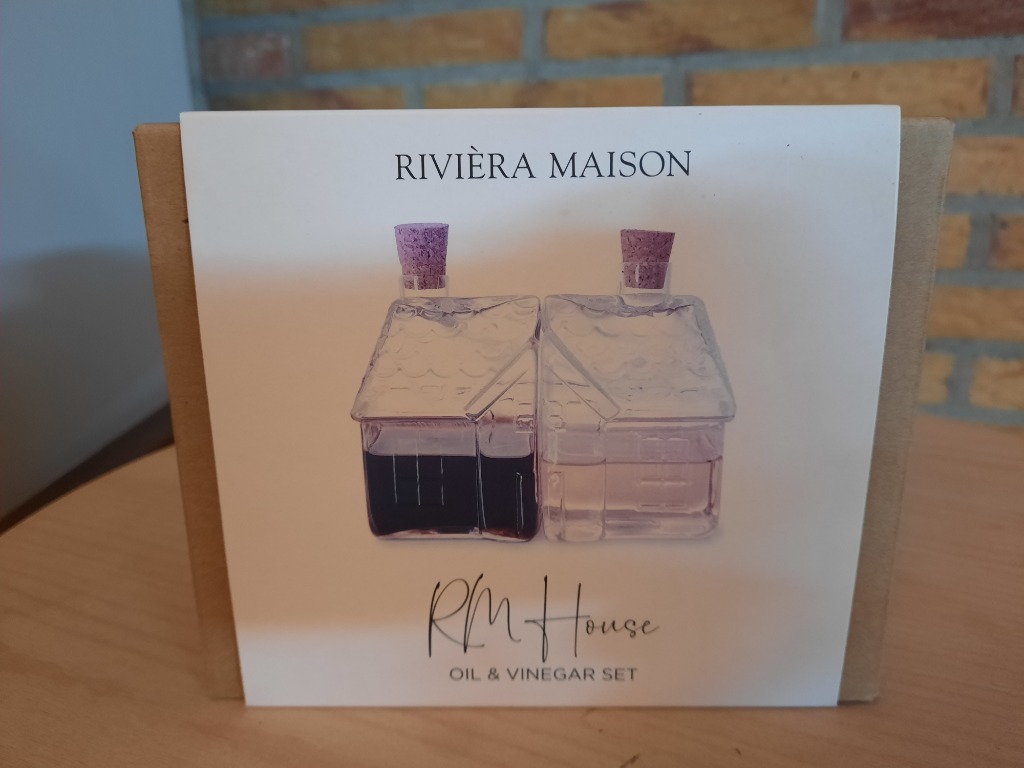 RIVIÈRA MAISON
RM House
OIL & VINEGAR SET